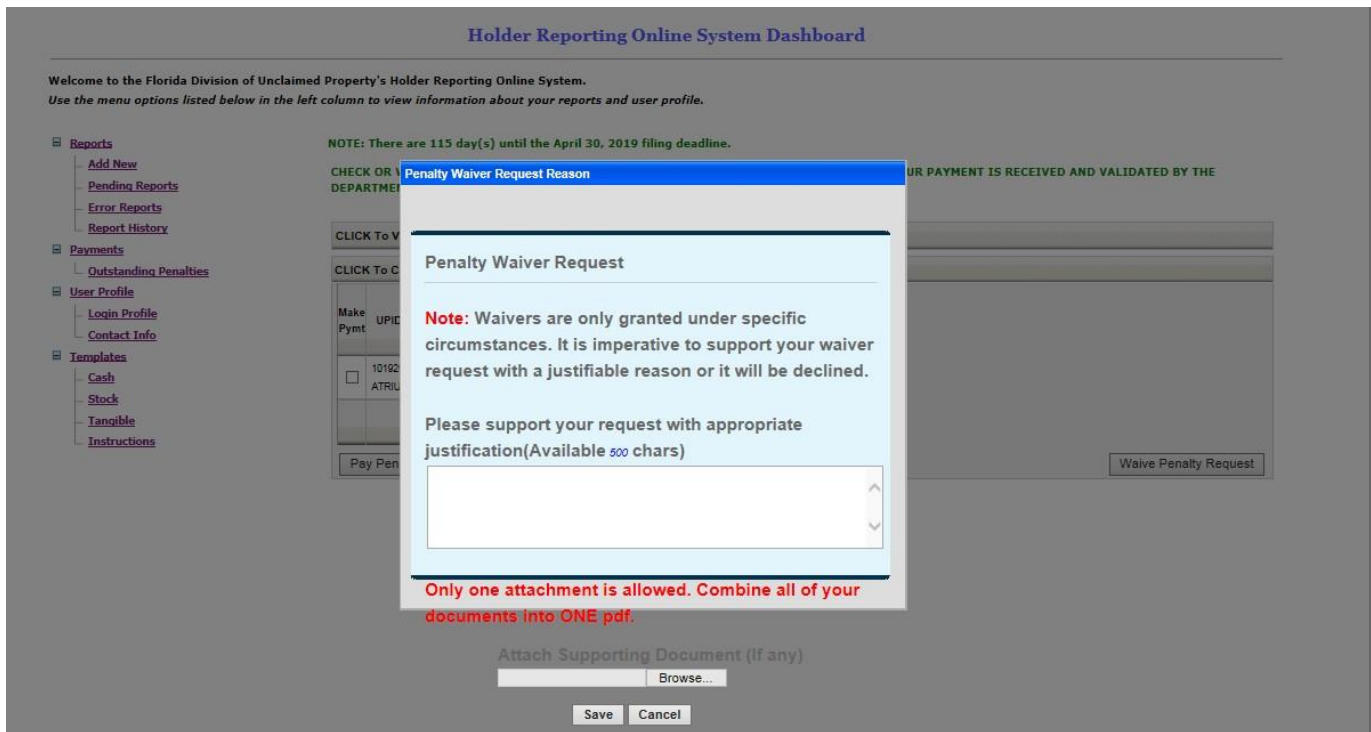 Holder Reporting Online System Dashboard
Welcome to the Florida Division of Unclaimed Property's Holder Reporting Online System.
Use the menu options listed below in the left column to view information about your reports and user profile.
Reports
Add New
Pending Reports
Error Reports
Report History
Payments
Outstanding Penalties
User Profile
Login Profile
Contact Info
Templates
Cash
Stock
Tangible
Instructions
NOTE: There are 115 day(s) until the April 30, 2019 filing deadline.
CHECK OR UR PAYMENT IS RECEIVED AND VALIDATED BY THE
DEPARTME
CLICK To V
CLICK To C
Make
Pymt
UPID
10192
ATRIU
Pay Pen
Waive Penalty Request
Penalty Waiver Request Reason
Penalty Waiver Request
Note: Waivers are only granted under specific
circumstances. It is imperative to support your waiver
request with a justifiable reason or it will be declined.
Please support your request with appropriate
justification(Available 500 chars)
Only one attachment is allowed. Combine all of your
documents into ONE pdf.
Attach Supporting Document (If any)
Browse...
Save Cancel